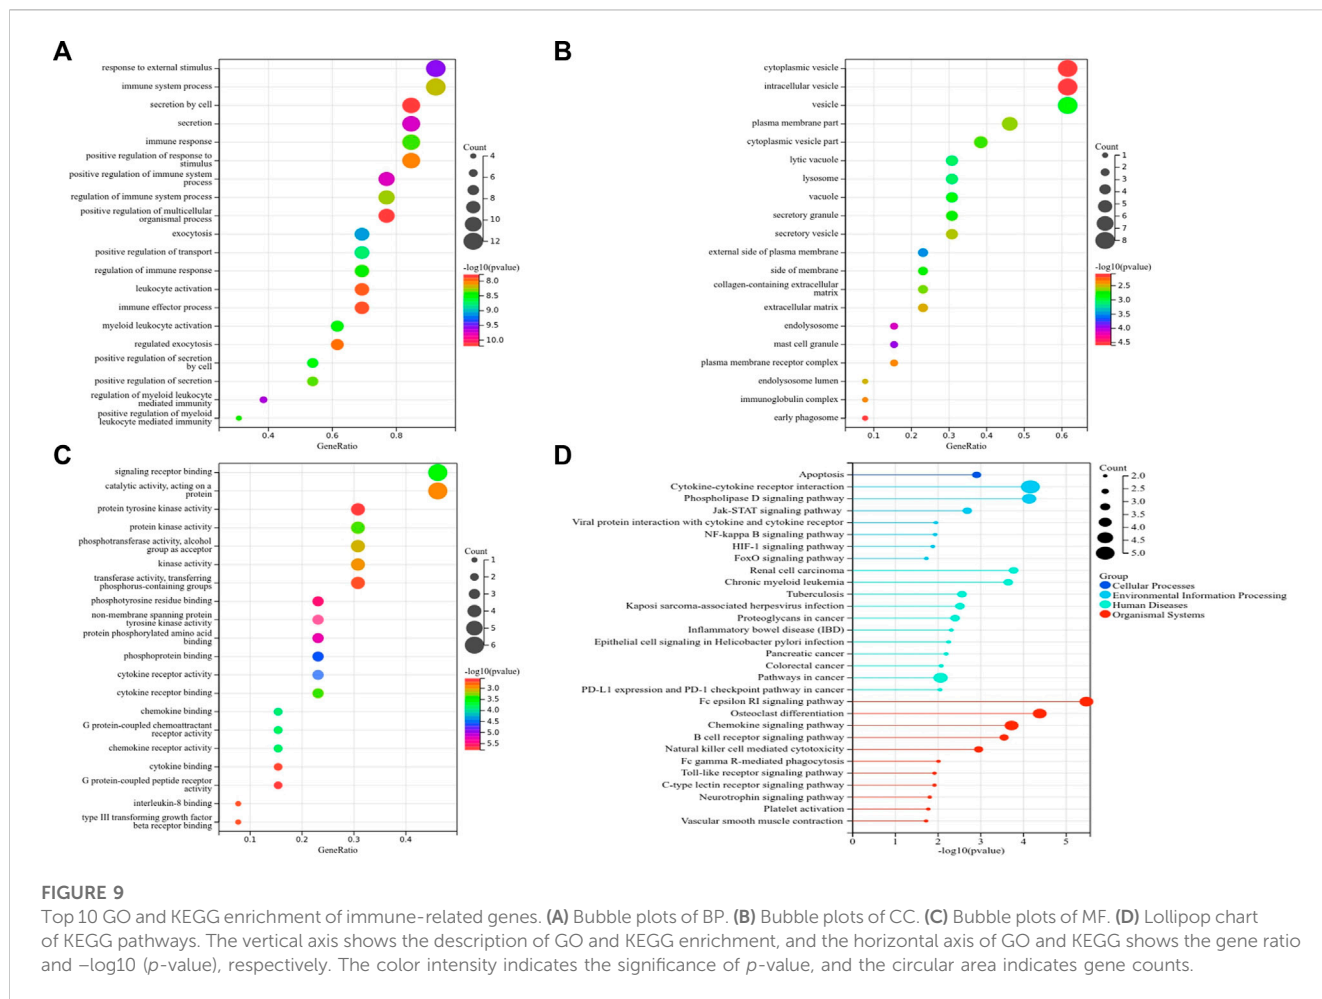 A
response to external stimulus
immune system process
secretion by cell
secretion
immune response
positive regulation of response to
stimulus
positive regulation of immune system
process
regulation of immune system process
positive regulation of multicellular
organismal process
exocytosis
positive regulation of transport
regulation of immune response
leukocyte activation
immune effector process
myeloid leukocyte activation
regulated exocytosis
positive regulation of secretion
by cell
positive regulation of secretion
regulation of myeloid leukocyte
mediated immunity
positive regulation of myeloid
leukocyte mediated immunity
0.4 0.6 0.8
GeneRatio
Count
4
6
8
10
12
-log10(pvalue)
8.0
8.5
9.0
9.5
10.0
B
cytoplasmic vesicle
intracellular vesicle
vesicle
plasma membrane part
cytoplasmic vesicle part
lytic vacuole
lysosome
vacuole
secretory granule
secretory vesicle
external side of plasma membrane
side of membrane
collagen-containing extracellular
matrix
extracellular matrix
endolysosome
mast cell granule
plasma membrane receptor complex
endolysosome lumen
immunoglobulin complex
early phagosome
0.1 0.2 0.3 0.4 0.5 0.6
GeneRatio
Count
1
2
3
4
5
6
7
8
-log10(pvalue)
2.5
3.0
3.5
4.0
4.5
C
signaling receptor binding
catalytic activity, acting on a
protein
protein tyrosine kinase activity
protein kinase activity
phosphotransferase activity, alcohol
group as acceptor
kinase activity
transferase activity, transferring
phosphorus-containing groups
phosphotyrosine residue binding
non-membrane spanning protein
tyrosine kinase activity
protein phosphorylated amino acid
binding
phosphoprotein binding
cytokine receptor activity
cytokine receptor binding
chemokine binding
G protein-coupled chemoattractant
receptor activity
chemokine receptor activity
cytokine binding
G protein-coupled peptide receptor
activity
interleukin-8 binding
type III transforming growth factor
beta receptor binding
0.1 0.2 0.3 0.4
GeneRatio
Count
1
2
3
4
5
6
-log10(pvalue)
3.0
3.5
4.0
4.5
5.0
5.5
D
Apoptosis
Cytokine-cytokine receptor interaction
Phospholipase D signaling pathway
Jak-STAT signaling pathway
Viral protein interaction with cytokine and cytokine receptor
NF-kappa B signaling pathway
HIF-1 signaling pathway
FoxO signaling pathway
Renal cell carcinoma
Chronic myeloid leukemia
Tuberculosis
Kaposi sarcoma-associated herpesvirus infection
Proteoglycans in cancer
Inflammatory bowel disease (IBD)
Epithelial cell signaling in Helicobacter pylori infection
Pancreatic cancer
Colorectal cancer
Pathways in cancer
PD-L1 expression and PD-1 checkpoint pathway in cancer
Fc epsilon RI signaling pathway
Osteoclast differentiation
Chemokine signaling pathway
B cell receptor signaling pathway
Natural killer cell mediated cytotoxicity
Fc gamma R-mediated phagocytosis
Toll-like receptor signaling pathway
C-type lectin receptor signaling pathway
Neurotrophin signaling pathway
Platelet activation
Vascular smooth muscle contraction
0 1 2 3 4 5
-log10(pvalue)
Count
2.0
2.5
3.0
3.5
4.0
4.5
5.0
Group
Cellular Processes
Environmental Information Processing
Human Diseases
Organismal Systems
FIGURE 9
Top 10 GO and KEGG enrichment of immune-related genes. (A) Bubble plots of BP. (B) Bubble plots of CC. (C) Bubble plots of MF. (D) Lollipop chart
of KEGG pathways. The vertical axis shows the description of GO and KEGG enrichment, and the horizontal axis of GO and KEGG shows the gene ratio
and –log10 (p-value), respectively. The color intensity indicates the significance of p-value, and the circular area indicates gene counts.